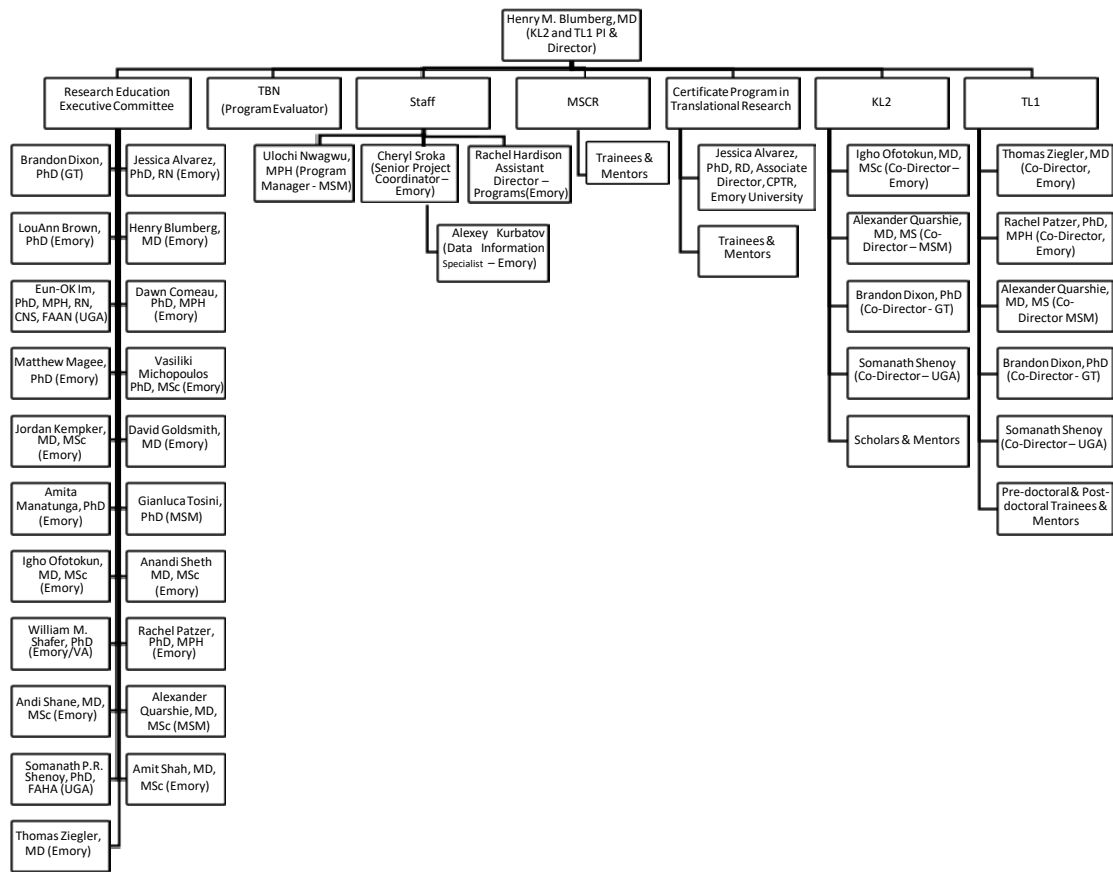 Henry M. Blumberg, MD
(KL2 and TL1 PI &
Director)
Research Education
Executive Committee
TBN
(Program Evaluator)
Staff
MSCR
Certificate Program in
Translational Research
KL2
TL1
Brandon Dixon,
PhD (GT)
Jessica Alvarez,
PhD, RN (Emory)
LouAnn Brown,
PhD (Emory)
Henry Blumberg,
MD (Emory)
Eun-OK Im,
PhD, MPH, RN,
CNS, FAAN (UGA)
Dawn Comeau,
PhD, MPH
(Emory)
Matthew Magee,
PhD (Emory)
Vasiliki
Michopoulos
PhD, MSc (Emory)
Jordan Kempker,
MD, MSc
(Emory)
David Goldsmith,
MD (Emory)
Amita
Manatunga, PhD
(Emory)
Gianluca Tosini,
PhD (MSM)
Igho Ofotokun,
MD, MSc
(Emory)
Anandi Sheth
MD, MSc
(Emory)
William M.
Shafer, PhD
(Emory/VA)
Rachel Patzer,
PhD, MPH
(Emory)
Andi Shane, MD,
MSc (Emory)
Alexander
Quarshie, MD,
MSc (MSM)
Somanath P.R.
Shenoy, PhD,
FAHA (UGA)
Amit Shah, MD,
MSc (Emory)
Thomas Ziegler,
MD (Emory)
Ulochi Nwagwu,
MPH (Program
Manager - MSM)
Cheryl Sroka
(Senior Project
Coordinator–
Emory)
Rachel Hardison
Assistant
Director –
Programs(Emory)
Alexey Kurbatov
(Data Information
Specialist – Emory)
Trainees &
Mentors
Jessica Alvarez,
PhD, RD, Associate
Director, CPTR,
Emory University
Trainees &
Mentors
Igho Ofotokun, MD,
MSc (Co-Director–
Emory)
Alexander Quarshie,
MD, MS (Co-
Director – MSM)
Brandon Dixon, PhD
(Co-Director - GT)
Somanath Shenoy
(Co-Director– UGA)
Scholars & Mentors
Thomas Ziegler, MD
(Co-Director,
Emory)
Rachel Patzer, PhD,
MPH (Co-Director,
Emory)
Alexander Quarshie,
MD, MS (Co-
Director MSM)
Brandon Dixon, PhD
(Co-Director - GT)
Somanath Shenoy
(Co-Director– UGA)
Pre-doctoral & Post-
doctoral Trainees &
Mentors